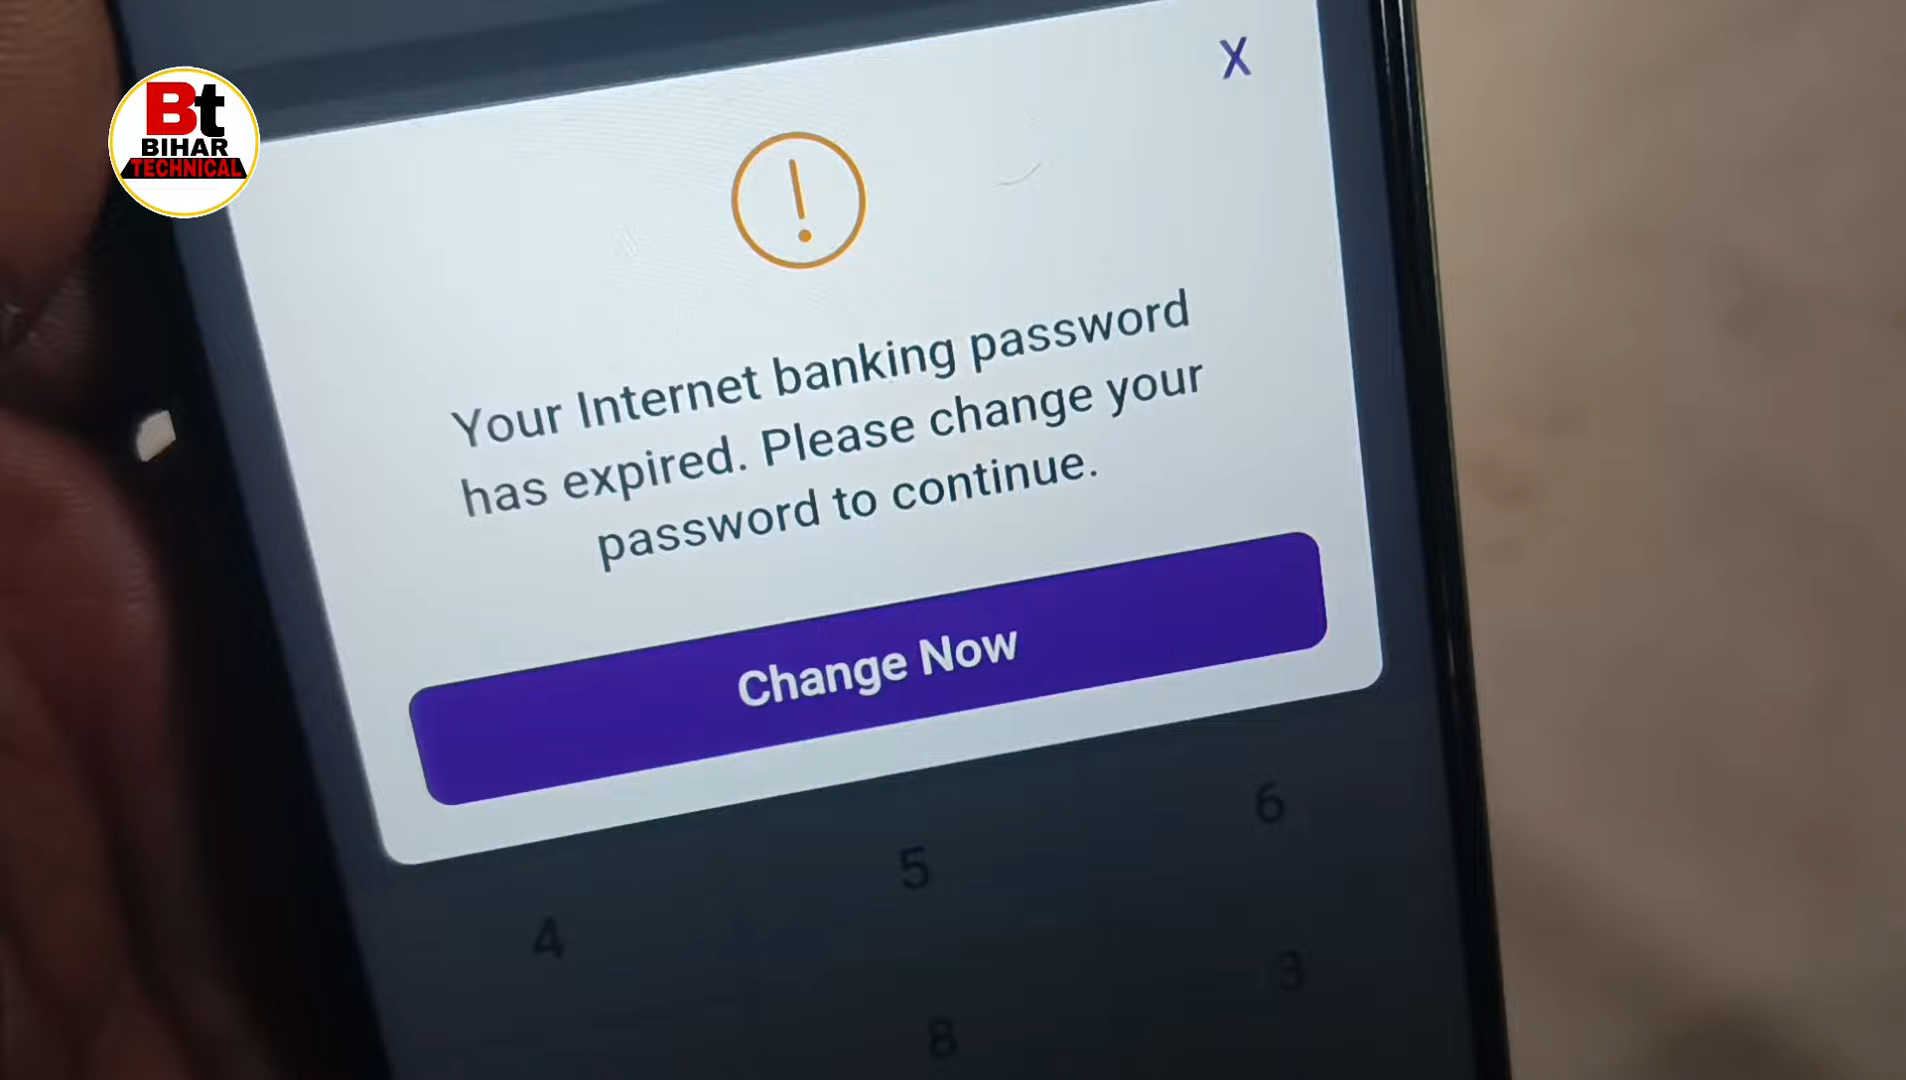 Bt
BIHAR
TECHNICAL
X
!
Your Internet banking password
has expired. Please change your
password to continue.
Change Now
4 5 6
8 3